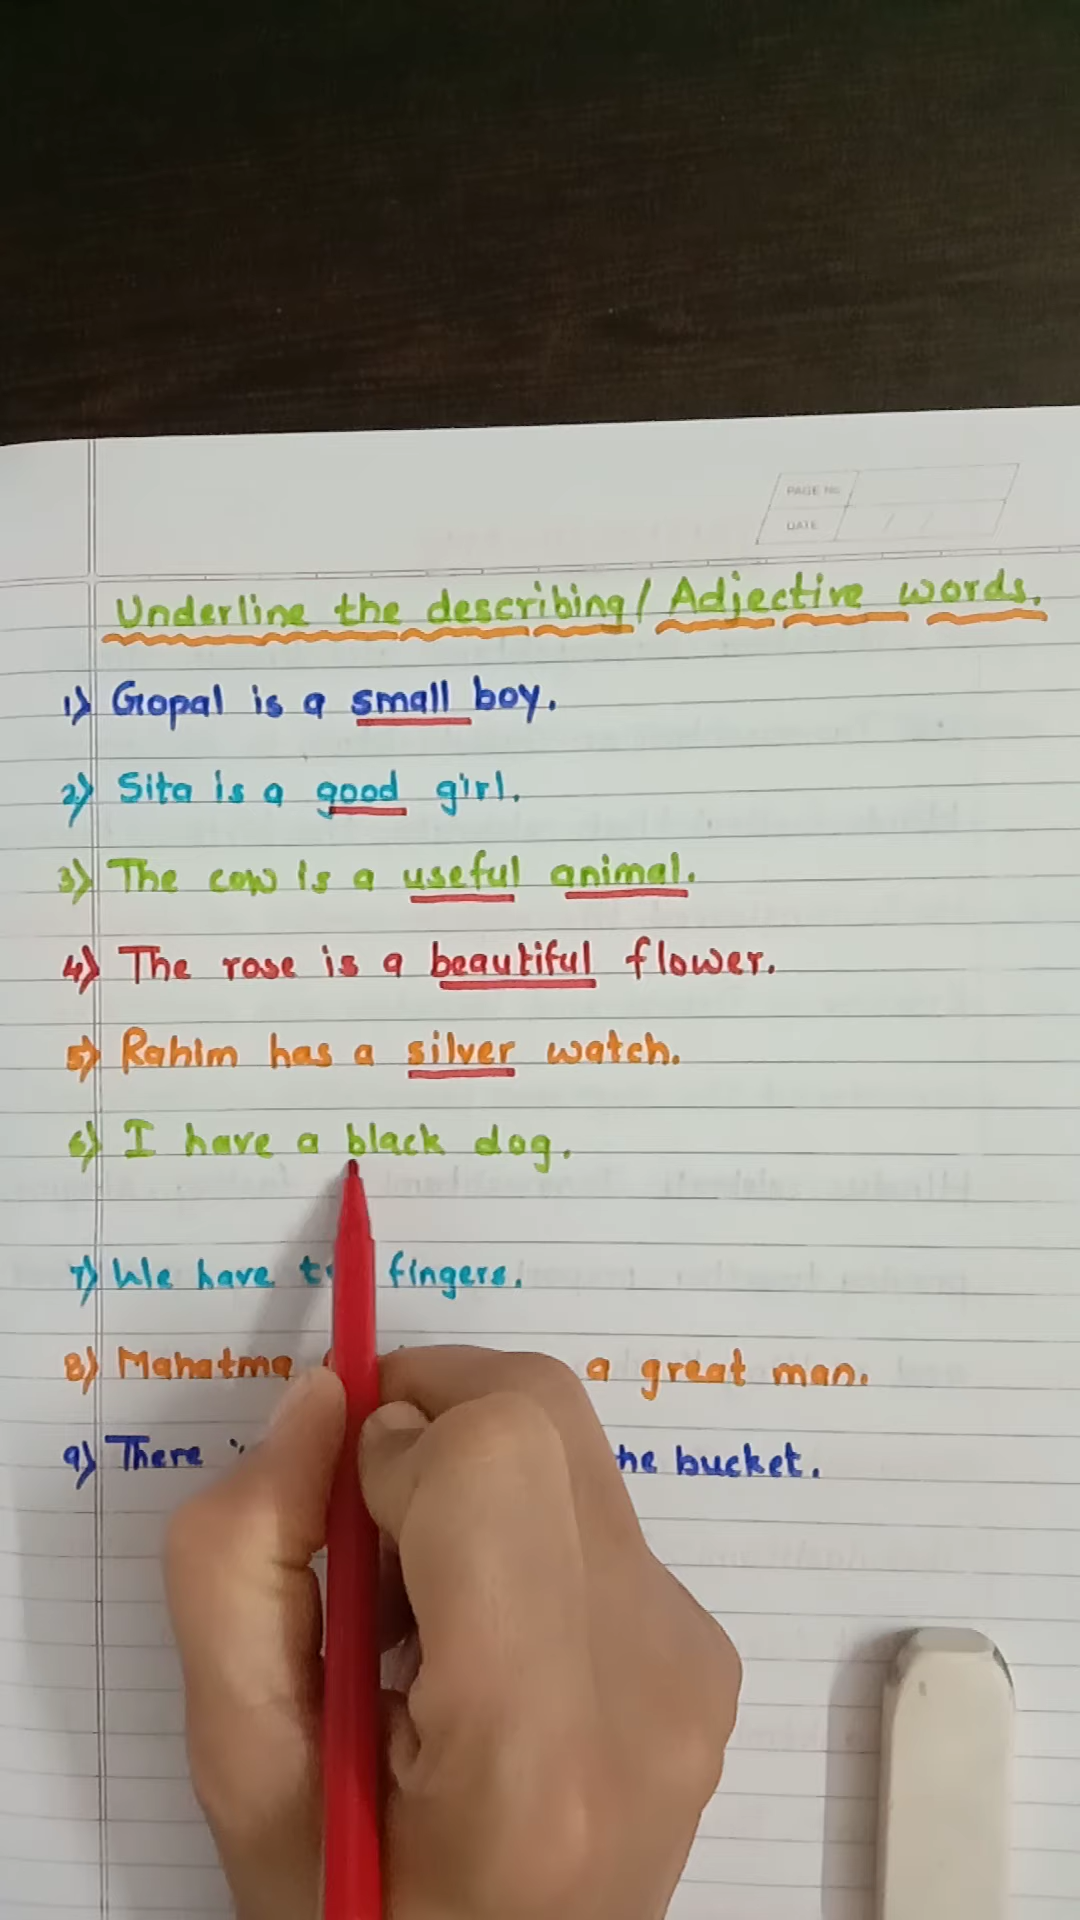 PAGE No.
DATE / /
Underline the describing / Adjective words.
1) Gopal is a small boy.
2) Sita is a good girl.
3) The cow is a useful animal.
4) The rose is a beautiful flower.
5) Rahim has a silver watch.
6) I have a black dog.
7) We have fingers.
8) Mahatma a great man.
9) There bucket.